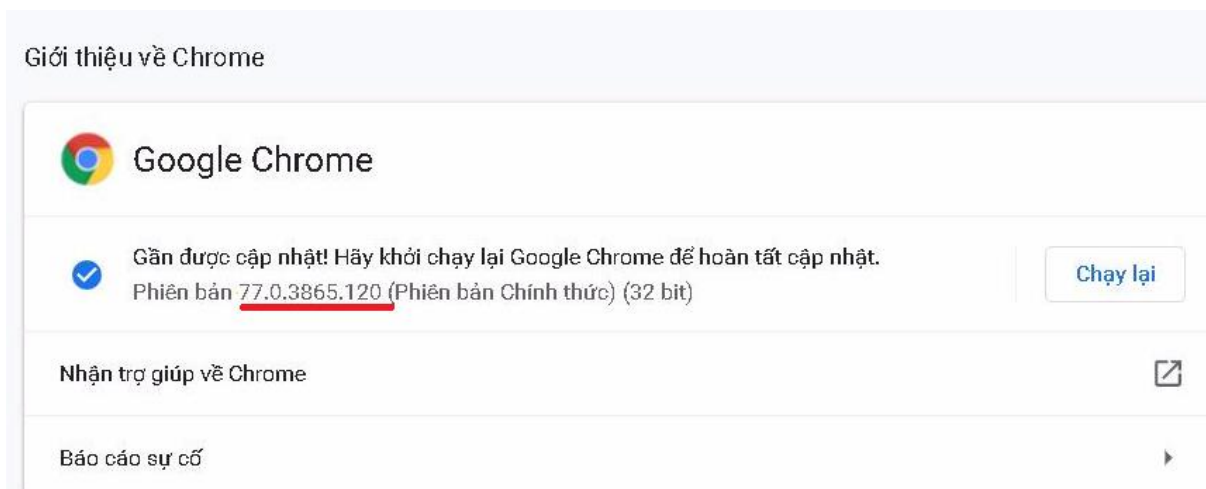 Giới thiệu về Chrome
Google Chrome
Gần được cập nhật! Hãy khởi chạy lại Google Chrome để hoàn tất cập nhật.
Phiên bản 77.0.3865.120 (Phiên bản Chính thức) (32 bit)
Chạy lại
Nhận trợ giúp về Chrome
Báo cáo sự cố